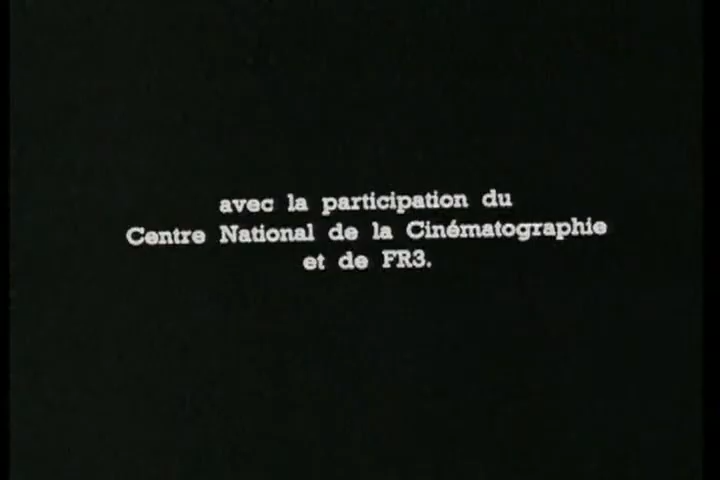 avec la participation du
Centre National de la Cinématographie
et de FR3.